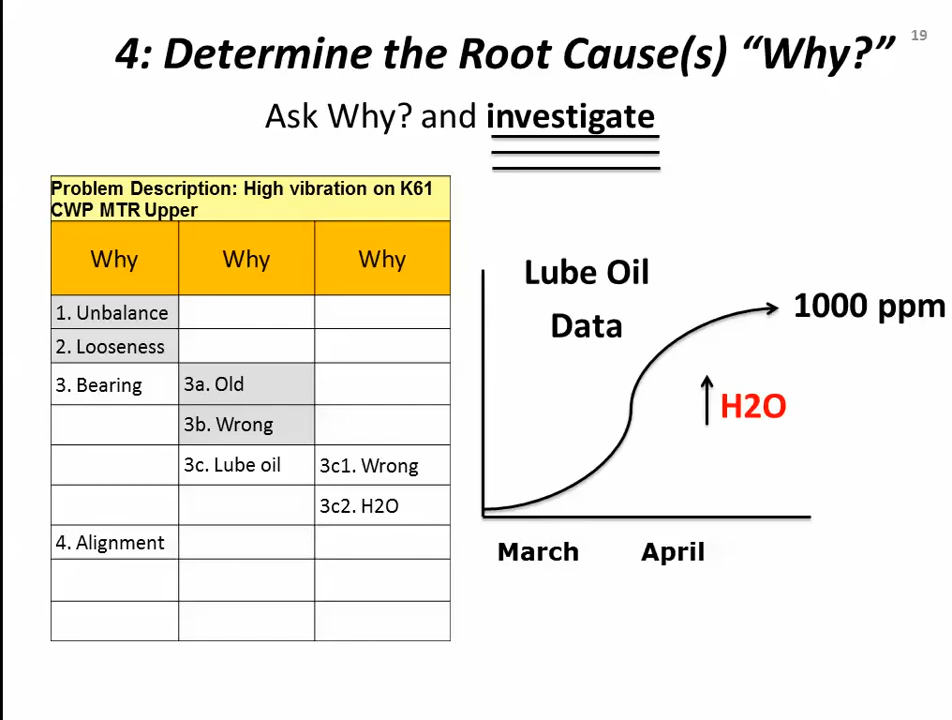 19
4: Determine the Root Cause(s) “Why?”
Ask Why? and investigate
Problem Description: High vibration on K61
CWP MTR Upper
Why Why Why
1. Unbalance
2. Looseness
3. Bearing 3a. Old
3b. Wrong
3c. Lube oil 3c1. Wrong
3c2. H2O
4. Alignment
Lube Oil
Data
1000 ppm
H2O
March April